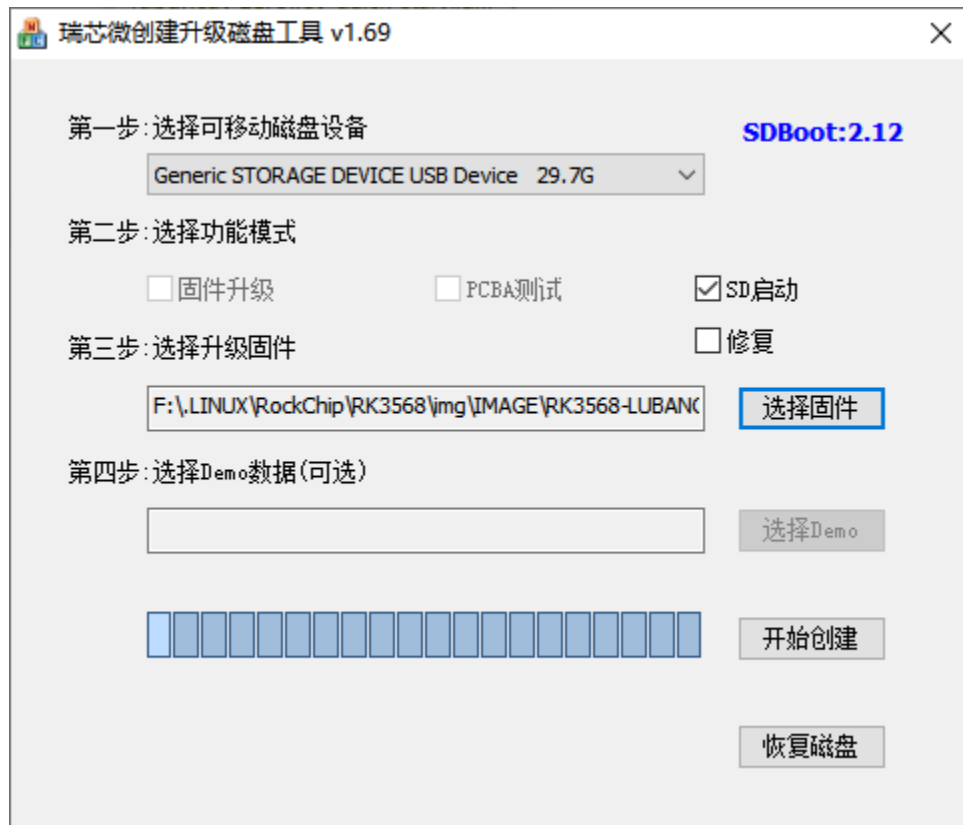 瑞芯微创建升级磁盘工具 v1.69
第一步:选择可移动磁盘设备
SDBoot:2.12
Generic STORAGE DEVICE USB Device 29.7G
第二步:选择功能模式
固件升级
PCBA测试
SD启动
修复
第三步:选择升级固件
F:\.LINUX\RockChip\RK3568\img\IMAGE\RK3568-LUBAN
选择固件
第四步:选择Demo数据(可选)
选择Demo
开始创建
恢复磁盘